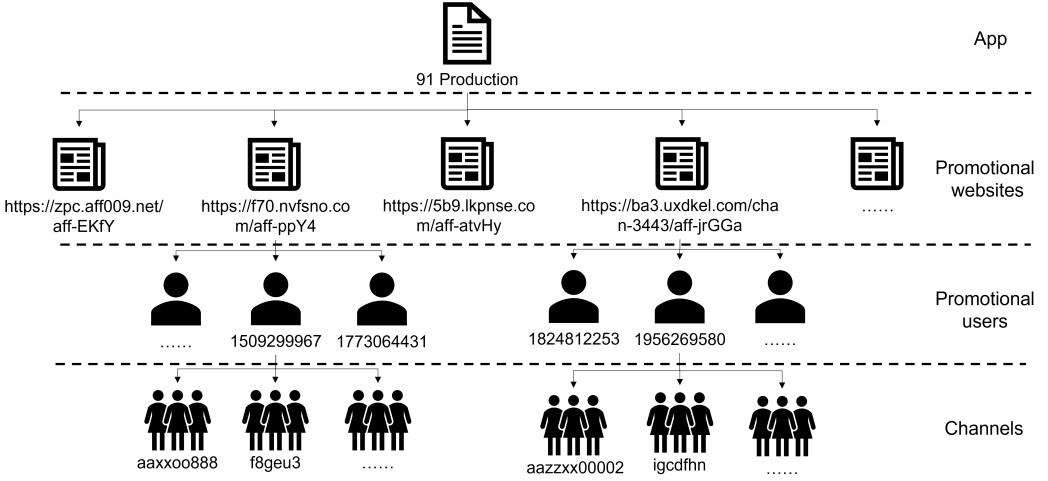 App
91 Production
https://zpc.aff009.net/
aff-EKfY
https://f70.nvfsno.co
m/aff-ppY4
https://5b9.lkpnse.co
m/aff-atvHy
https://ba3.uxdkel.com/cha
n-3443/aff-jrGGa
……
Promotional
websites
……
1509299967
1773064431
1824812253
1956269580
……
Promotional
users
aaxxoo888
f8geu3
……
aazzxx00002
igcdfhn
……
Channels